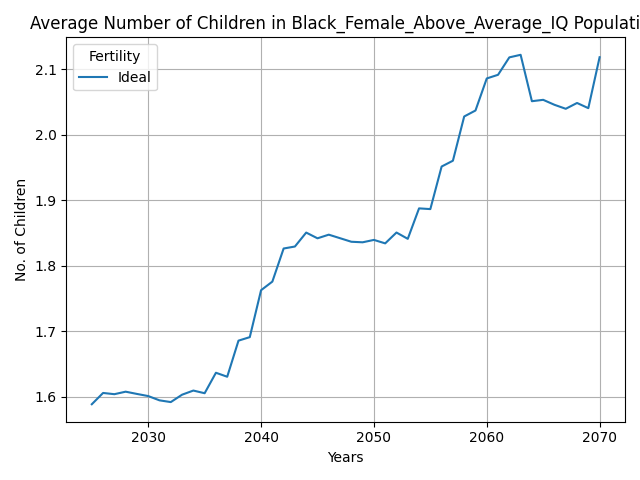 Average Number of Children in Black_Female_Above_Average_IQ Populati
Fertility
Ideal
No. of Children
2.1
2.0
1.9
1.8
1.7
1.6
2030 2040 2050 2060 2070
Years